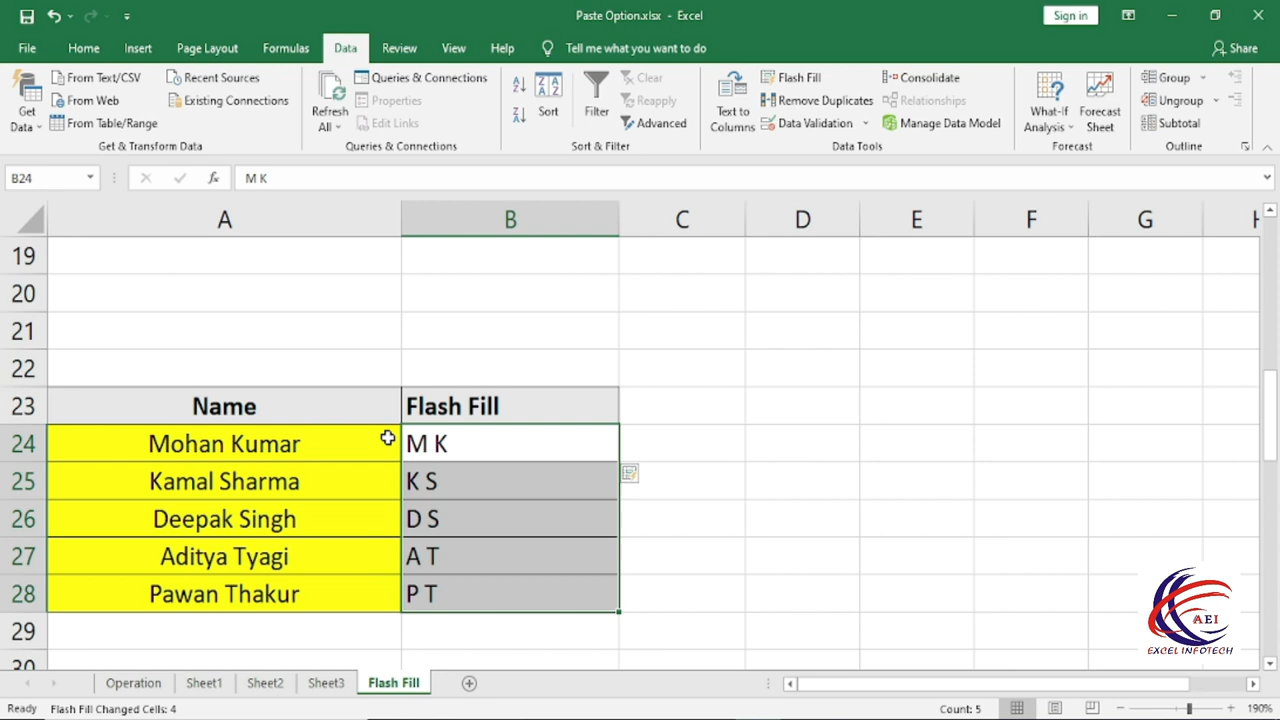 Paste Option.xlsx - Excel
Sign in
File Home Insert Page Layout Formulas Data Review View Help Tell me what you want to do Share
Get Data
From Text/CSV
From Web
From Table/Range
Recent Sources
Existing Connections
Get & Transform Data
Refresh All
Queries & Connections
Properties
Edit Links
Queries & Connections
Sort
Filter
Clear
Reapply
Advanced
Sort & Filter
Text to Columns
Flash Fill
Remove Duplicates
Data Validation
Consolidate
Relationships
Manage Data Model
Data Tools
What-If Analysis
Forecast Sheet
Forecast
Group
Ungroup
Subtotal
Outline
B24 fx M K
A B C D E F G
19
20
21
22
23 Name Flash Fill
24 Mohan Kumar M K
25 Kamal Sharma K S
26 Deepak Singh D S
27 Aditya Tyagi A T
28 Pawan Thakur P T
29
30
AEI
EXCEL INFOTECH
Operation Sheet1 Sheet2 Sheet3 Flash Fill
Ready Flash Fill Changed Cells: 4 Count: 5 190%